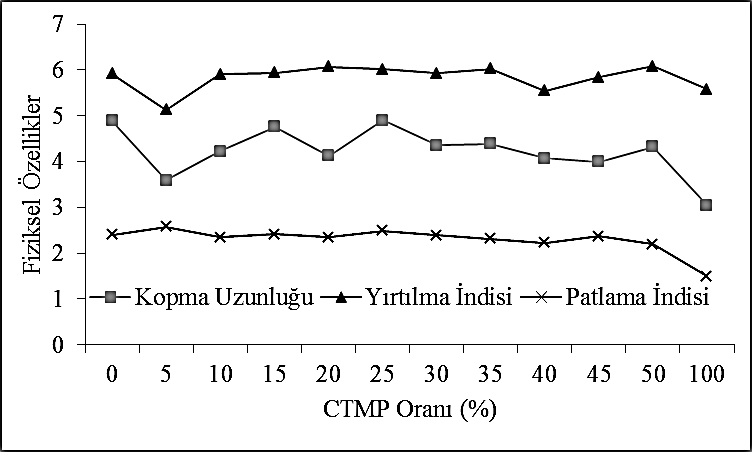 7
6
5
4
3
2
1
0
Fiziksel Özellikler
Kopma Uzunluğu Yırtılma İndisi Patlama İndisi
0 5 10 15 20 25 30 35 40 45 50 100
CTMP Oranı (%)